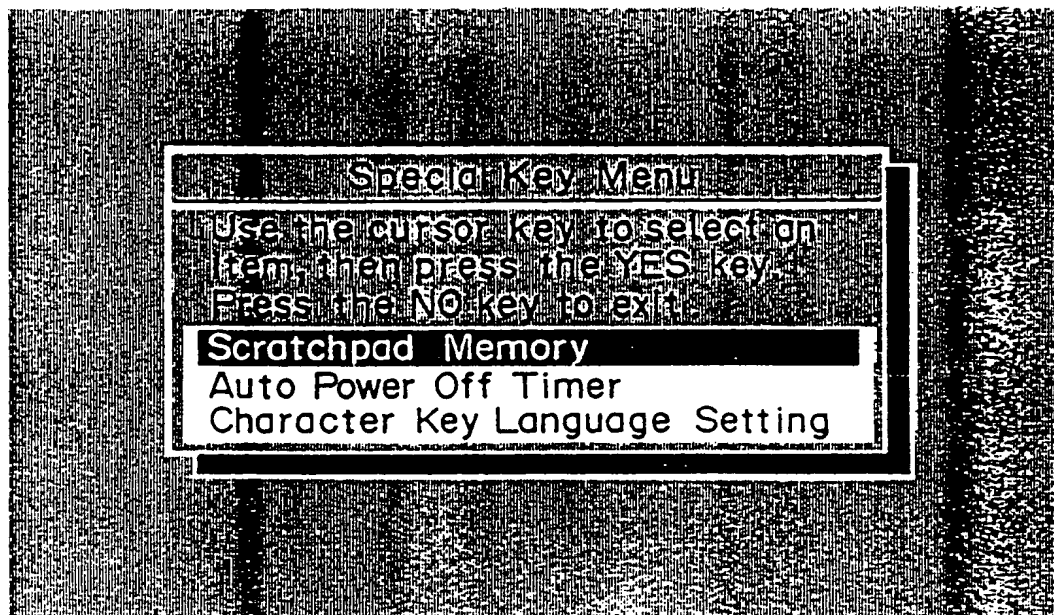 Special Key Menu
Use the cursor key to select an
item, then press the YES key.
Press the NO key to exit.
Scratchpad Memory
Auto Power Off Timer
Character Key Language Setting